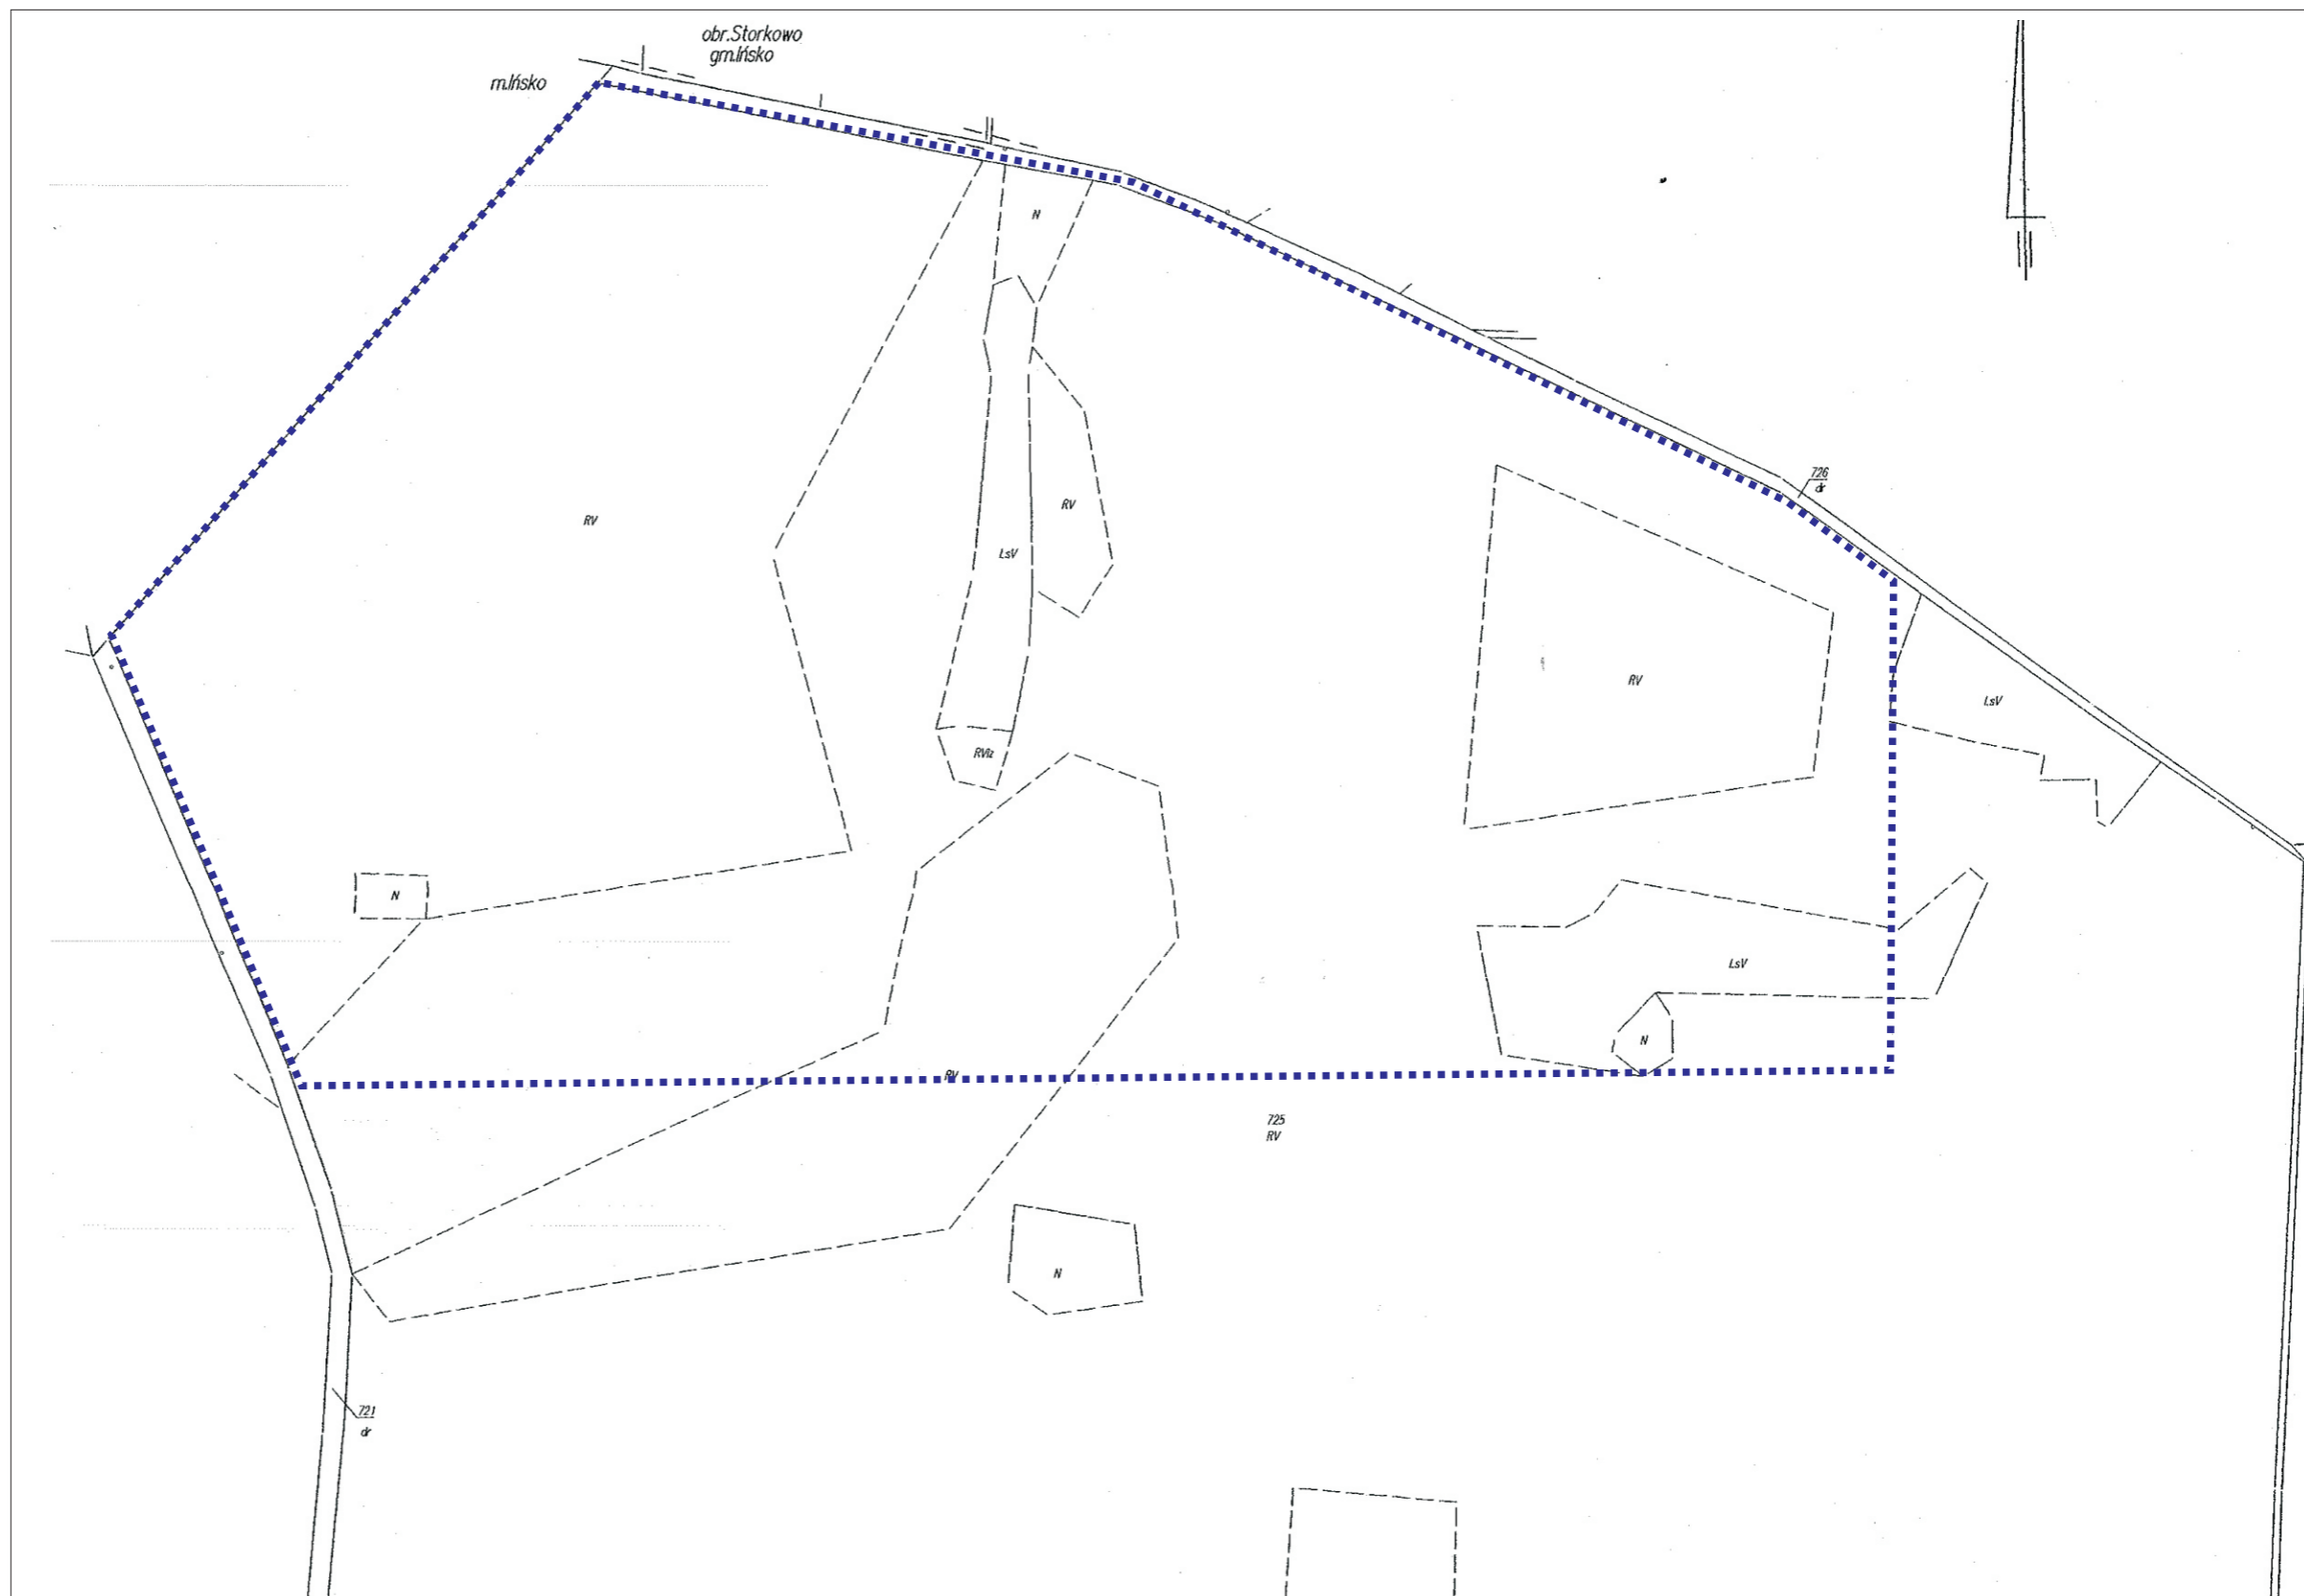 obr.Storkowo
gm.Ińsko
m.Ińsko
N
726
dr
RV
RV
LsV
RV
LsV
RVIz
N
LsV
N
RV
725
RV
N
721
dr